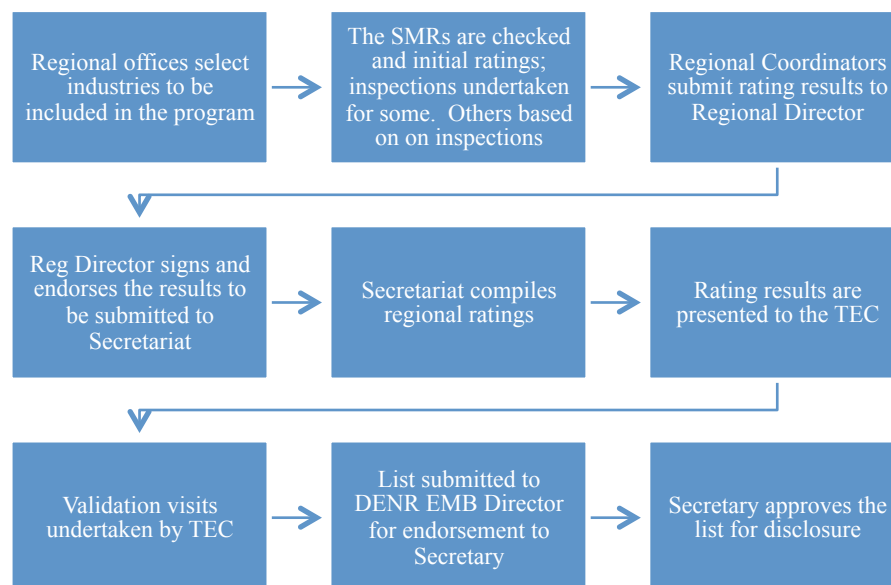 Regional offices select
industries to be
included in the program
The SMRs are checked
and initial ratings;
inspections undertaken
for some.  Others based
on on inspections
Regional Coordinators
submit rating results to
Regional Director
Reg Director signs and
endorses the results to
be submitted to
Secretariat
Secretariat compiles
regional ratings
Rating results are
presented to the TEC
Validation visits
undertaken by TEC
List submitted to
DENR EMB Director
for endorsement to
Secretary
Secretary approves the
list for disclosure